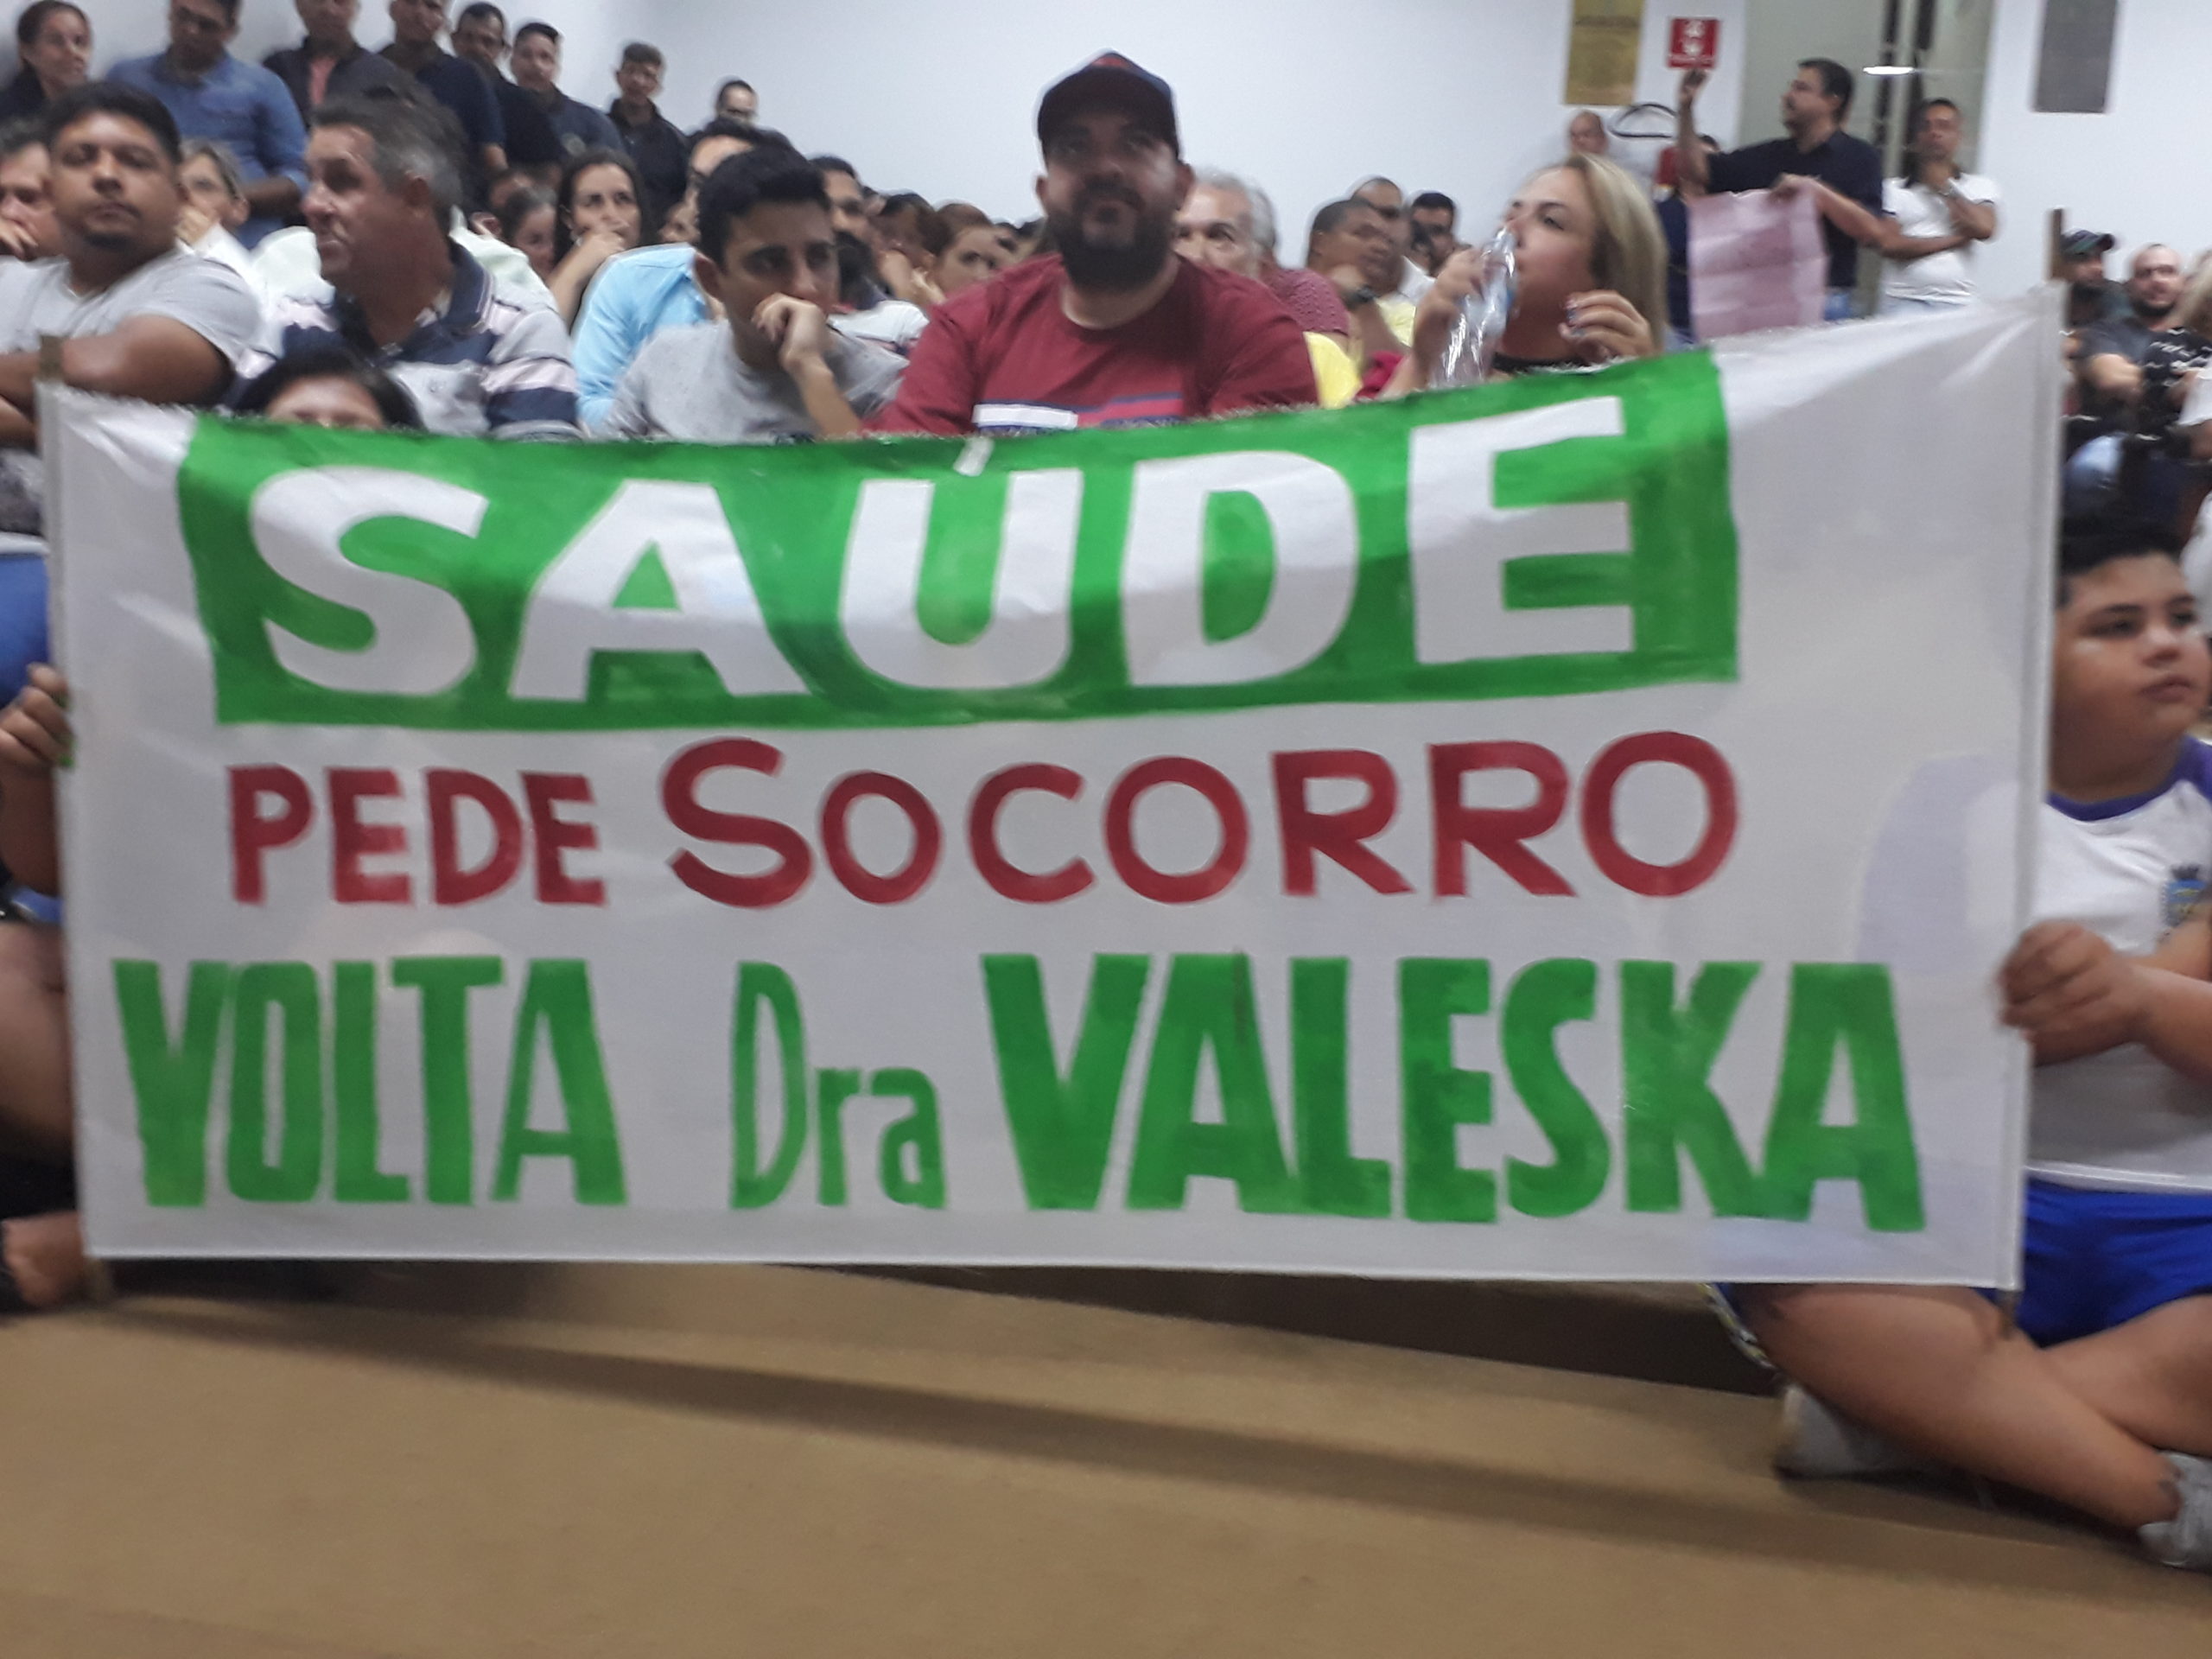 SAÚDE
PEDE SOCORRO
VOLTA Dra VALESKA